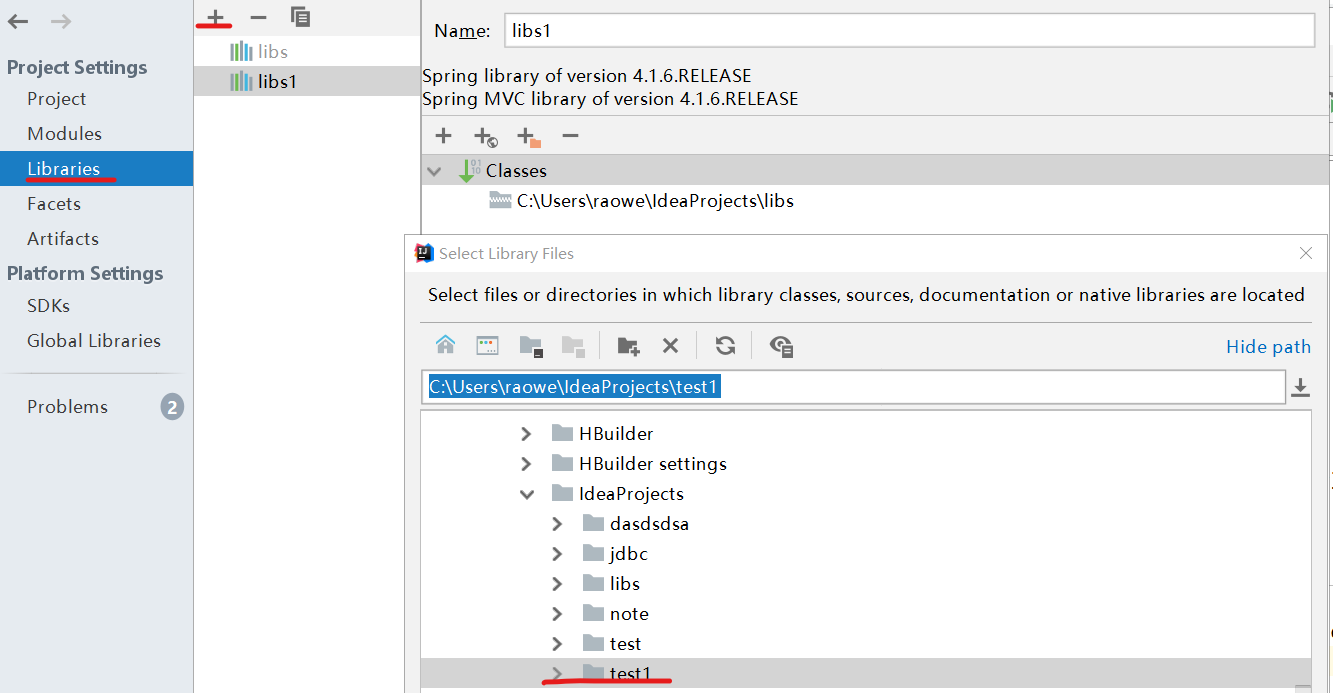 Project Settings
Project
Modules
Libraries
Facets
Artifacts
Platform Settings
SDKs
Global Libraries
Problems 2
libs
libs1
Name: libs1
Spring library of version 4.1.6.RELEASE
Spring MVC library of version 4.1.6.RELEASE
Classes
C:\Users\raowe\IdeaProjects\libs
Select Library Files
Select files or directories in which library classes, sources, documentation or native libraries are located
Hide path
C:\Users\raowe\IdeaProjects\test1
HBuilder
HBuilder settings
IdeaProjects
dasdsdsa
jdbc
libs
note
test
test1